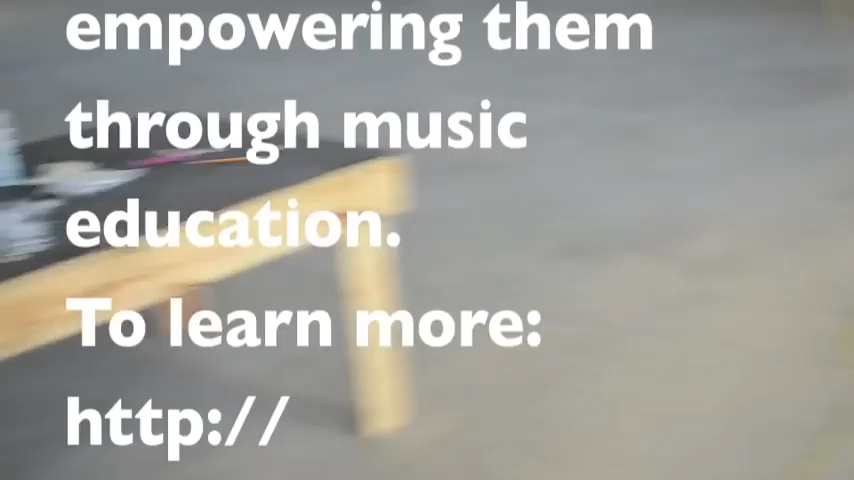 empowering them
through music
education.
To learn more:
http://